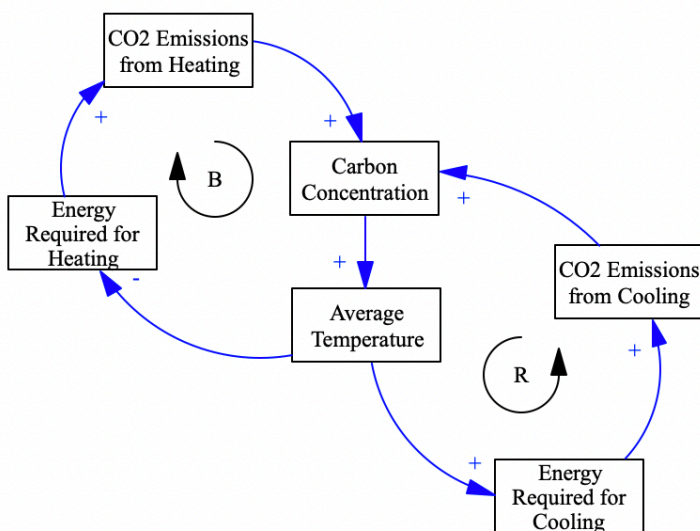 CO2 Emissions
from Heating
+
+
B
Carbon
Concentration
+
Energy
Required for
Heating
-
+
CO2 Emissions
from Cooling
Average
Temperature
R
+
+
Energy
Required for
Cooling